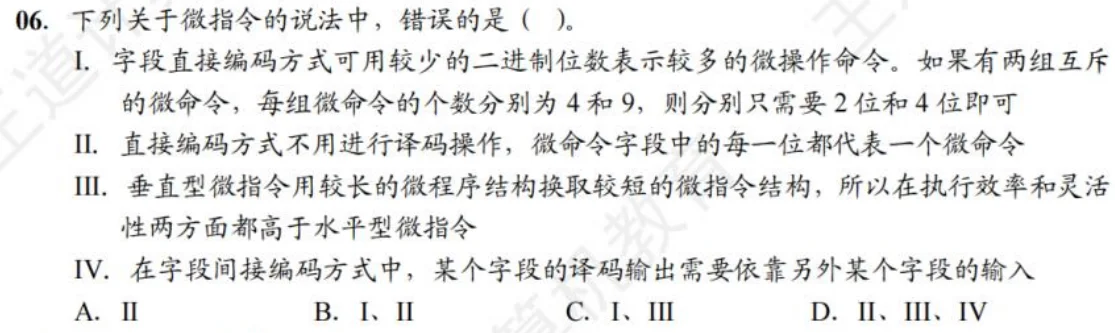 06. 下列关于微指令的说法中，错误的是（ ）。
I. 字段直接编码方式可用较少的二进制位数表示较多的微操作命令。如果有两组互斥
的微命令，每组微命令的个数分别为 4 和 9，则分别只需要 2 位和 4 位即可
II. 直接编码方式不用进行译码操作，微命令字段中的每一位都代表一个微命令
III. 垂直型微指令用较长的微程序结构换取较短的微指令结构，所以在执行效率和灵活
性两方面都高于水平型微指令
IV. 在字段间接编码方式中，某个字段的译码输出需要依靠另外某个字段的输入
A. II B. I、II C. I、III D. II、III、IV